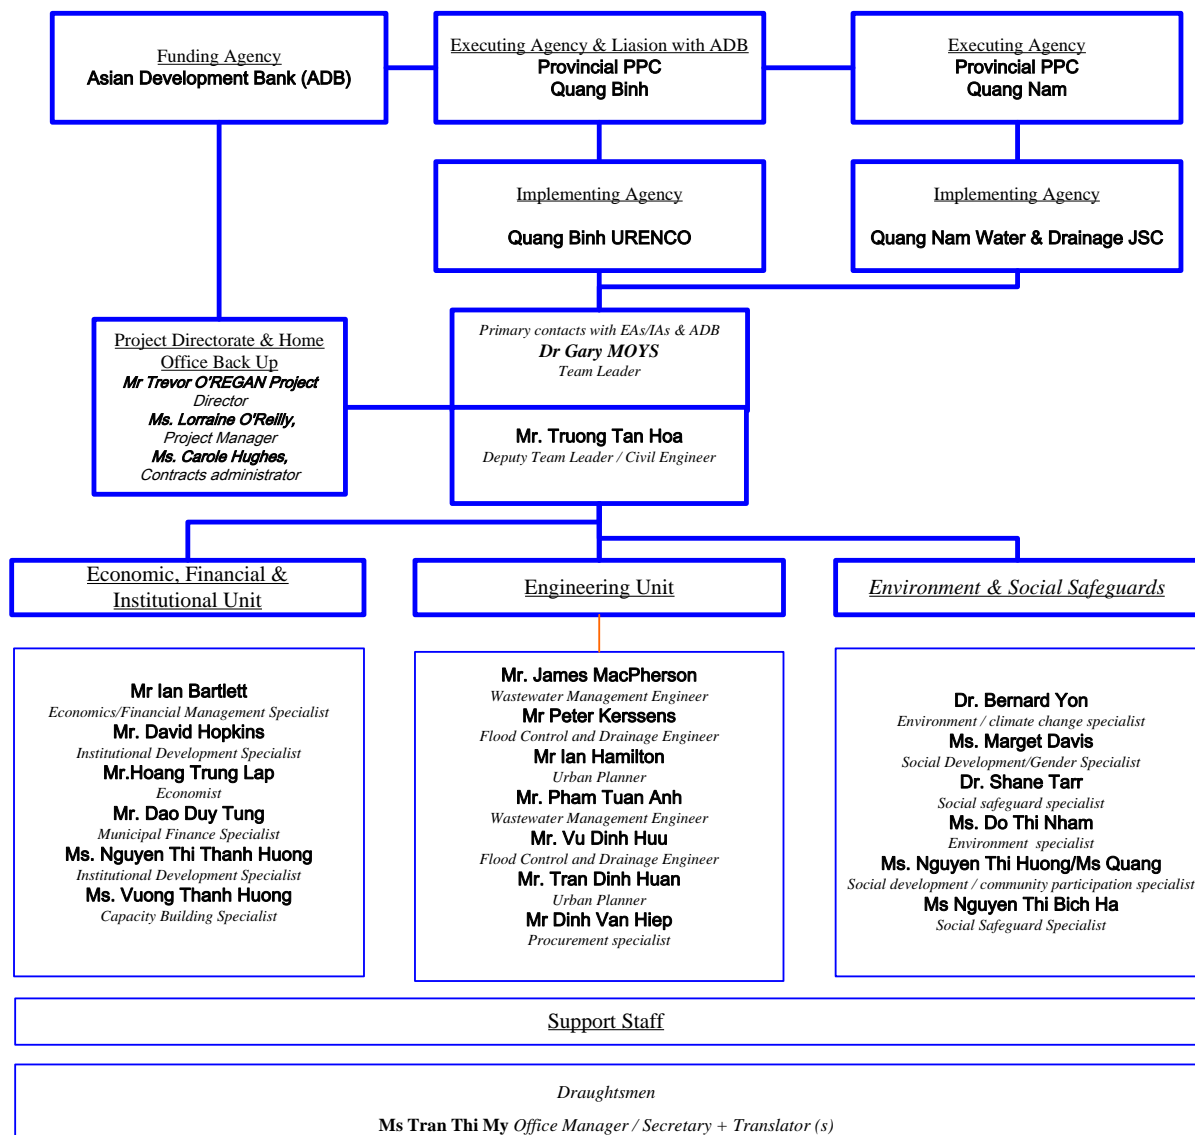 Funding Agency
Asian Development Bank (ADB)
Executing Agency & Liasion with ADB
Provincial PPC
Quang Binh
Executing Agency
Provincial PPC
Quang Nam
Implementing Agency
Quang Binh URENCO
Implementing Agency
Quang Nam Water & Drainage JSC
Project Directorate & Home
Office Back Up
Mr Trevor O'REGAN Project
Director
Ms. Lorraine O'Reilly,
Project Manager
Ms. Carole Hughes,
Contracts administrator
Primary contacts with EAs/IAs & ADB
Dr Gary MOYS
Team Leader
Mr. Truong Tan Hoa
Deputy Team Leader / Civil Engineer
Economic, Financial &
Institutional Unit
Engineering Unit
Environment & Social Safeguards
Mr Ian Bartlett
Economics/Financial Management Specialist
Mr. David Hopkins
Institutional Development Specialist
Mr.Hoang Trung Lap
Economist
Mr. Dao Duy Tung
Municipal Finance Specialist
Ms. Nguyen Thi Thanh Huong
Institutional Development Specialist
Ms. Vuong Thanh Huong
Capacity Building Specialist
Mr. James MacPherson
Wastewater Management Engineer
Mr Peter Kerssens
Flood Control and Drainage Engineer
Mr Ian Hamilton
Urban Planner
Mr. Pham Tuan Anh
Wastewater Management Engineer
Mr. Vu Dinh Huu
Flood Control and Drainage Engineer
Mr. Tran Dinh Huan
Urban Planner
Mr Dinh Van Hiep
Procurement specialist
Dr. Bernard Yon
Environment / climate change specialist
Ms. Marget Davis
Social Development/Gender Specialist
Dr. Shane Tarr
Social safeguard specialist
Ms. Do Thi Nham
Environment specialist
Ms. Nguyen Thi Huong/Ms Quang
Social development / community participation specialist
Ms Nguyen Thi Bich Ha
Social Safeguard Specialist
Support Staff
Draughtsmen
Ms Tran Thi My Office Manager / Secretary + Translator (s)